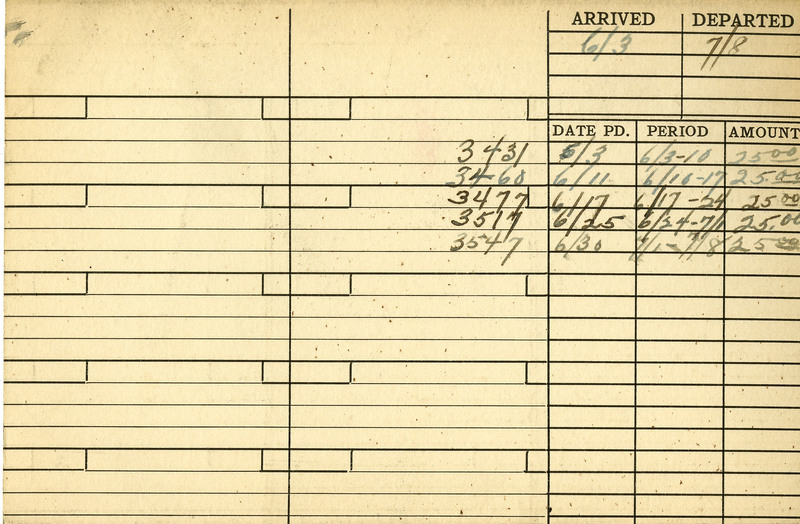 ARRIVED DEPARTED
6/3 7/8
DATE PD. PERIOD AMOUNT
3431 6/3 6/3-10 25 00
3460 6/11 6/10-17 25.00
3477 6/17 6/17-24 25 00
3517 6/25 6/24-7/1 25.00
3547 6/30 7/1-7/8 25 00